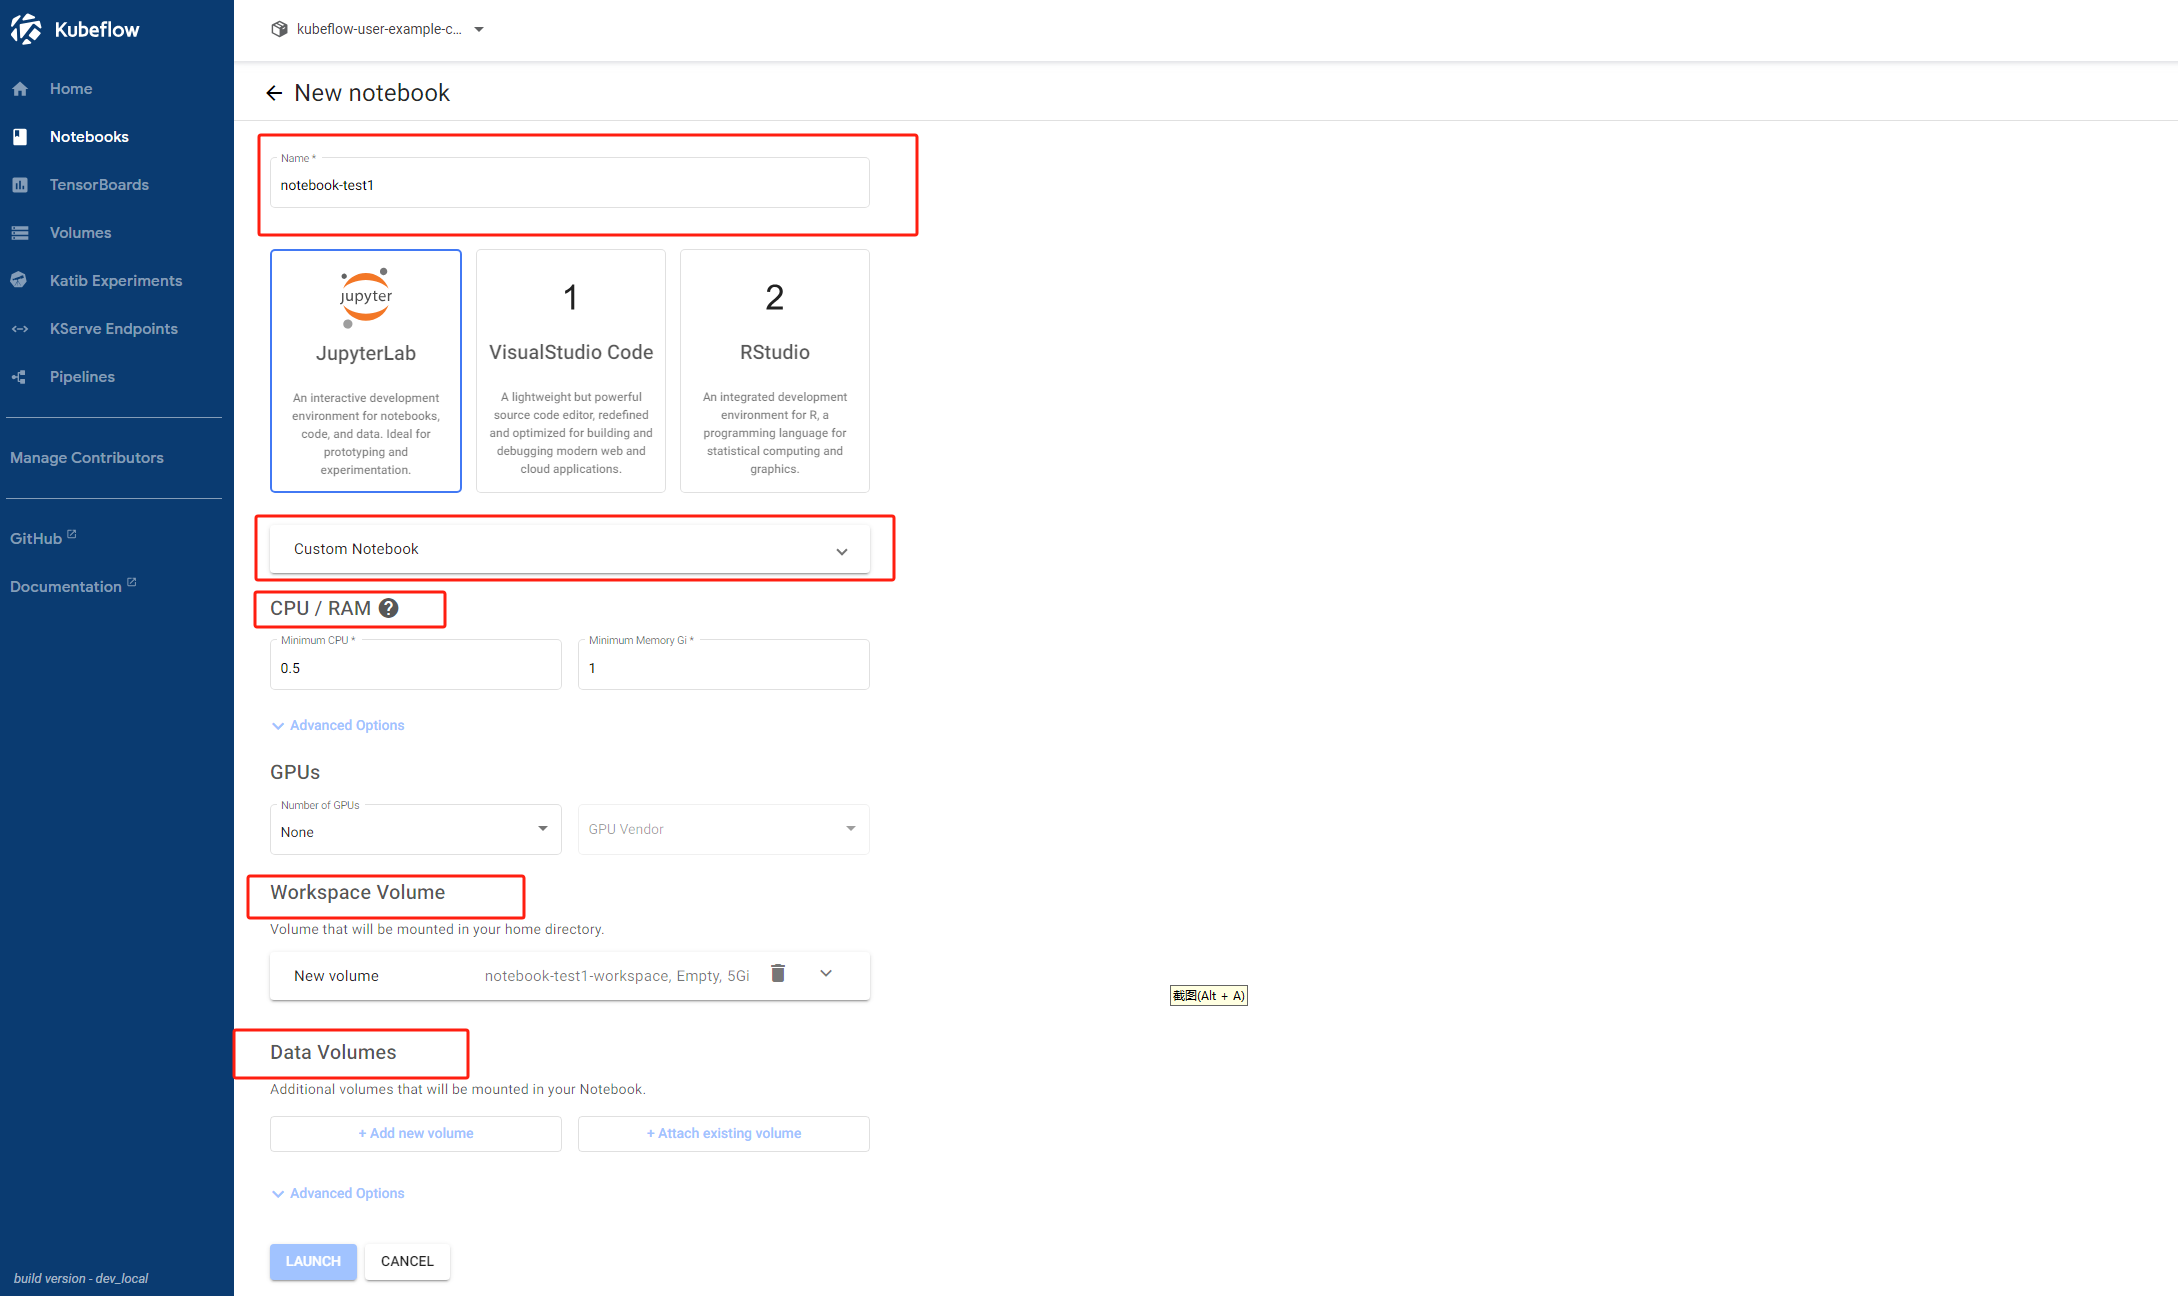 Kubeflow
kubeflow-user-example-c...
Home
Notebooks
TensorBoards
Volumes
Katib Experiments
KServe Endpoints
Pipelines
Manage Contributors
GitHub
Documentation
build version - dev_local
New notebook
Name *
notebook-test1
jupyter
JupyterLab
An interactive development
environment for notebooks,
code, and data. Ideal for
prototyping and
experimentation.
1
VisualStudio Code
A lightweight but powerful
source code editor, redefined
and optimized for building and
debugging modern web and
cloud applications.
2
RStudio
An integrated development
environment for R, a
programming language for
statistical computing and
graphics.
Custom Notebook
CPU / RAM ?
Minimum CPU *
0.5
Minimum Memory Gi *
1
Advanced Options
GPUs
Number of GPUs
None
GPU Vendor
Workspace Volume
Volume that will be mounted in your home directory.
New volume
notebook-test1-workspace, Empty, 5Gi
截图(Alt + A)
Data Volumes
Additional volumes that will be mounted in your Notebook.
+ Add new volume
+ Attach existing volume
Advanced Options
LAUNCH
CANCEL